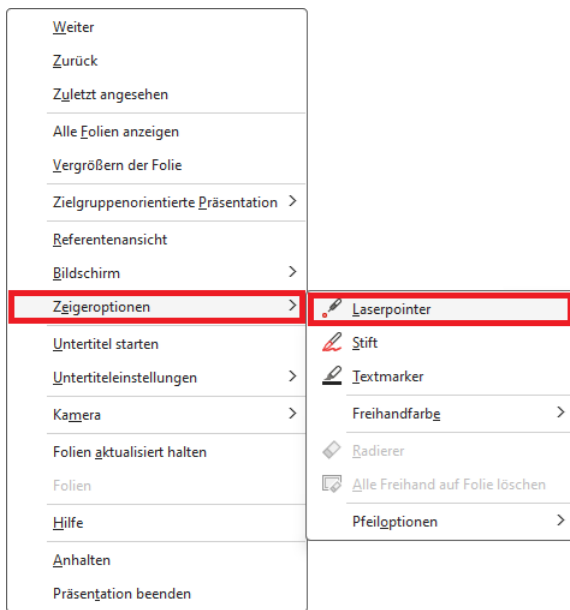 Weiter
Zurück
Zuletzt angesehen
Alle Folien anzeigen
Vergrößern der Folie
Zielgruppenorientierte Präsentation
Referentenansicht
Bildschirm
Zeigeroptionen
Untertitel starten
Untertiteleinstellungen
Kamera
Folien aktualisiert halten
Folien
Hilfe
Anhalten
Präsentation beenden
Laserpointer
Stift
Textmarker
Freihandfarbe
Radierer
Alle Freihand auf Folie löschen
Pfeiloptionen